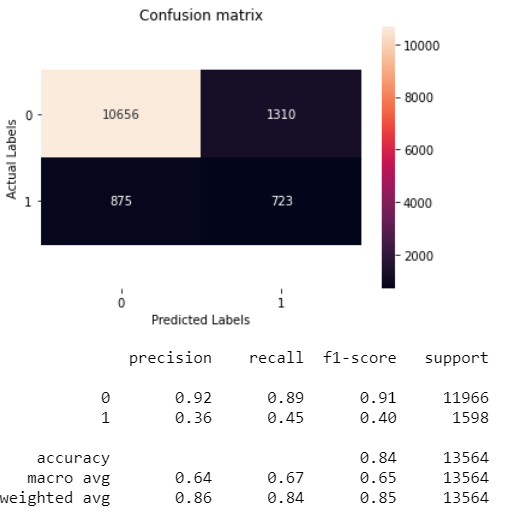 Confusion matrix
10000
8000
6000
4000
2000
Actual Labels
0 10656 1310
1 875 723
0 1
Predicted Labels
precision recall f1-score support
0 0.92 0.89 0.91 11966
1 0.36 0.45 0.40 1598
accuracy 0.84 13564
macro avg 0.64 0.67 0.65 13564
weighted avg 0.86 0.84 0.85 13564